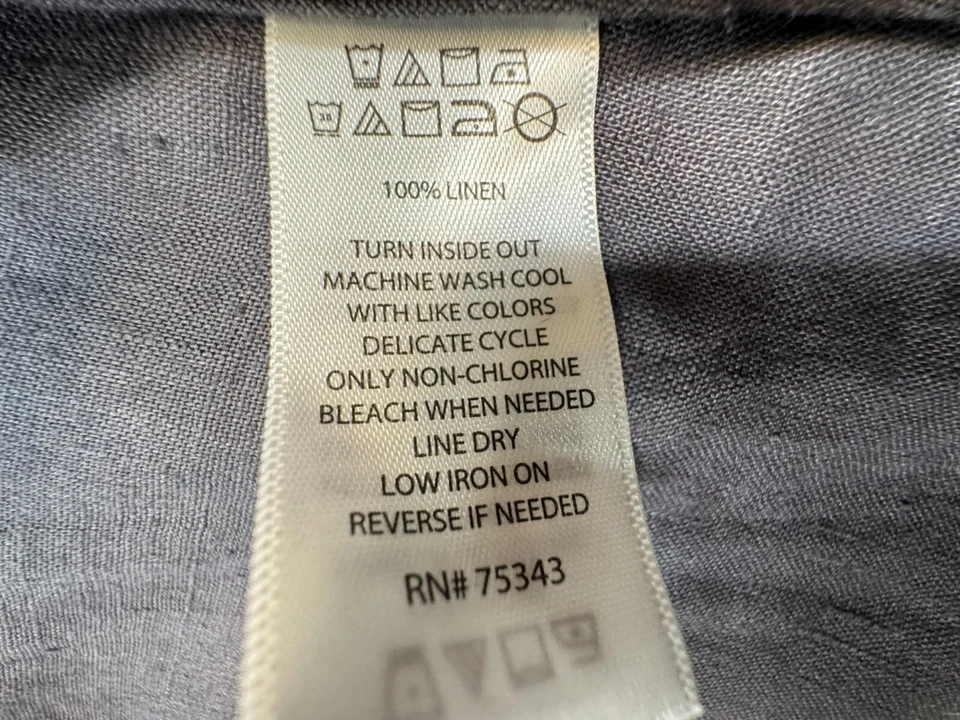 100% LINEN
TURN INSIDE OUT
MACHINE WASH COOL
WITH LIKE COLORS
DELICATE CYCLE
ONLY NON-CHLORINE
BLEACH WHEN NEEDED
LINE DRY
LOW IRON ON
REVERSE IF NEEDED
RN# 75343